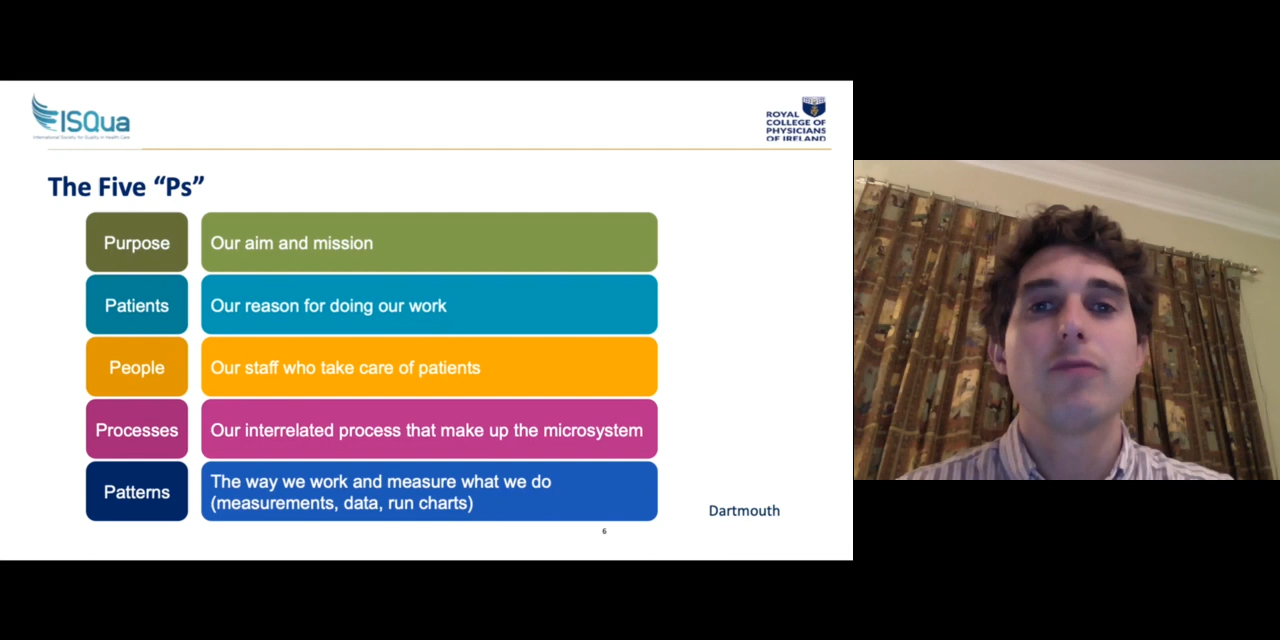 ISQua
International Society for Quality in Health Care
ROYAL
COLLEGE OF
PHYSICIANS
OF IRELAND
The Five “Ps”
Purpose
Our aim and mission
Patients
Our reason for doing our work
People
Our staff who take care of patients
Processes
Our interrelated process that make up the microsystem
Patterns
The way we work and measure what we do
(measurements, data, run charts)
Dartmouth
6